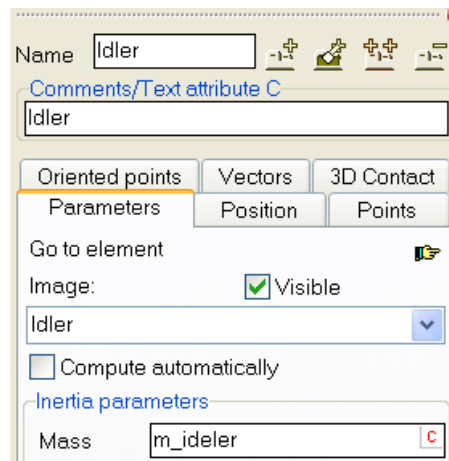 Name Idler
Comments/Text attribute C
Idler
Oriented points Vectors 3D Contact
Parameters Position Points
Go to element
Image: Visible
Idler
Compute automatically
Inertia parameters
Mass m_ideler C